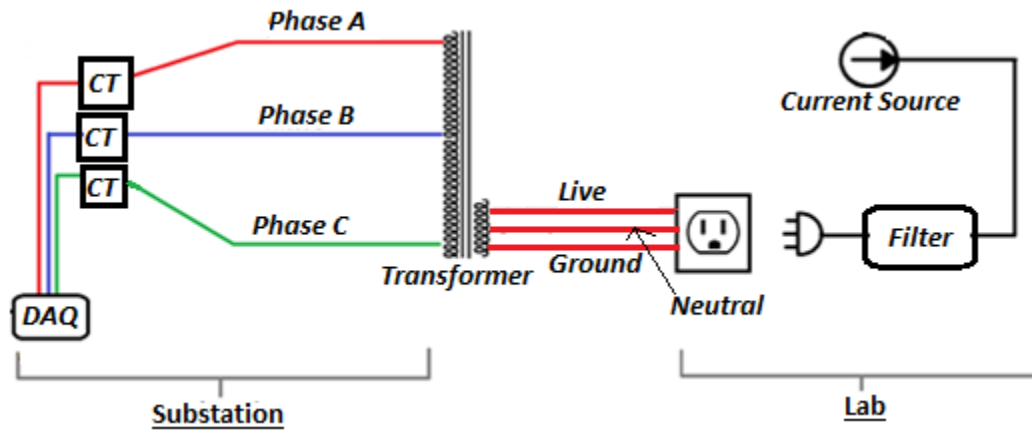 Phase A
CT
Phase B
CT
CT
Phase C
DAQ
Transformer
Live
Ground
Neutral
Current Source
Filter
Substation
Lab